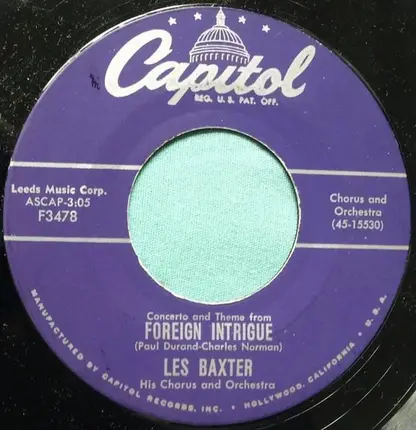 Capitol
REG. U. S. PAT. OFF.
Leeds Music Corp.
ASCAP-3:05
F3478
Chorus and
Orchestra
(45-15530)
Concerto and Theme from
FOREIGN INTRIGUE
(Paul Durand-Charles Norman)
LES BAXTER
His Chorus and Orchestra
MANUFACTURED BY CAPITOL RECORDS, INC. • HOLLYWOOD, CALIFORNIA • U.S.A.